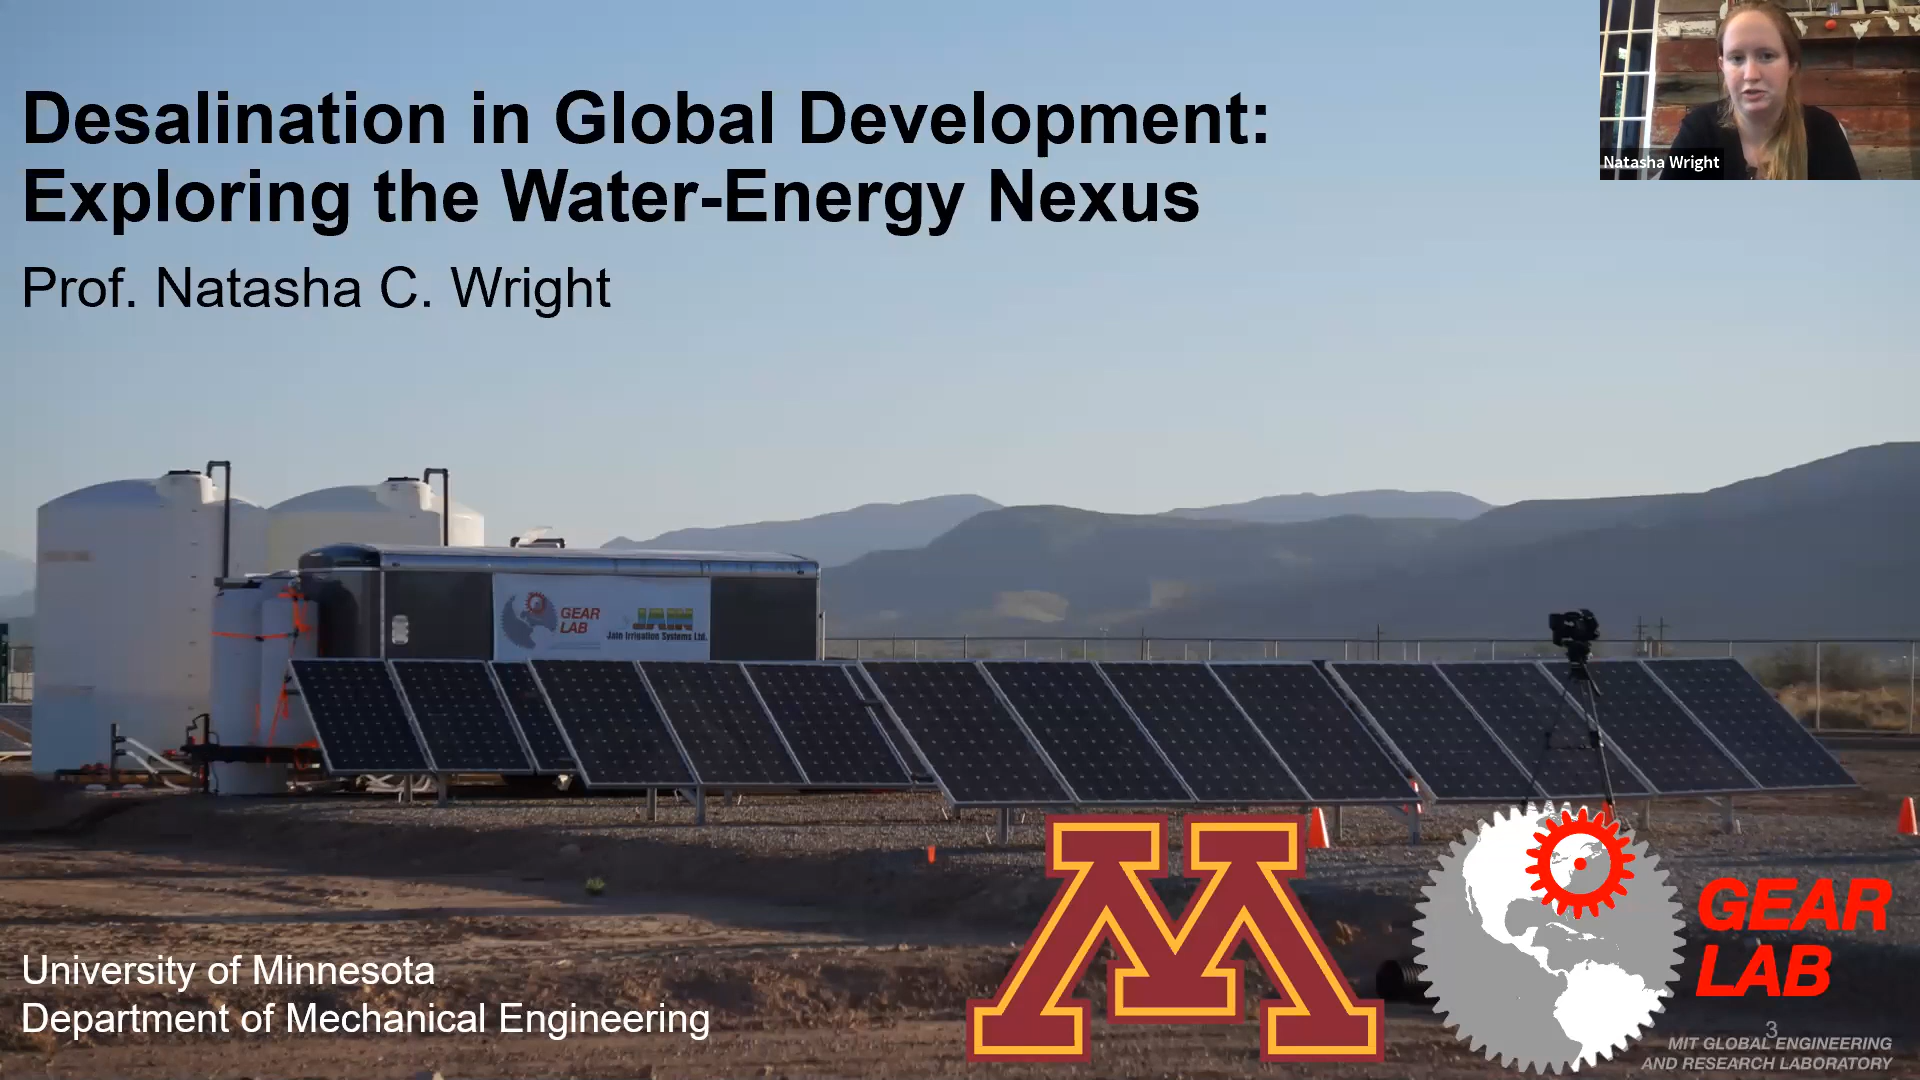 Desalination in Global Development:
Exploring the Water-Energy Nexus
Prof. Natasha C. Wright
Natasha Wright
GEAR
LAB
JAIN
Jain Irrigation Systems Ltd.
University of Minnesota
Department of Mechanical Engineering
M
GEAR
LAB
3
MIT GLOBAL ENGINEERING
AND RESEARCH LABORATORY